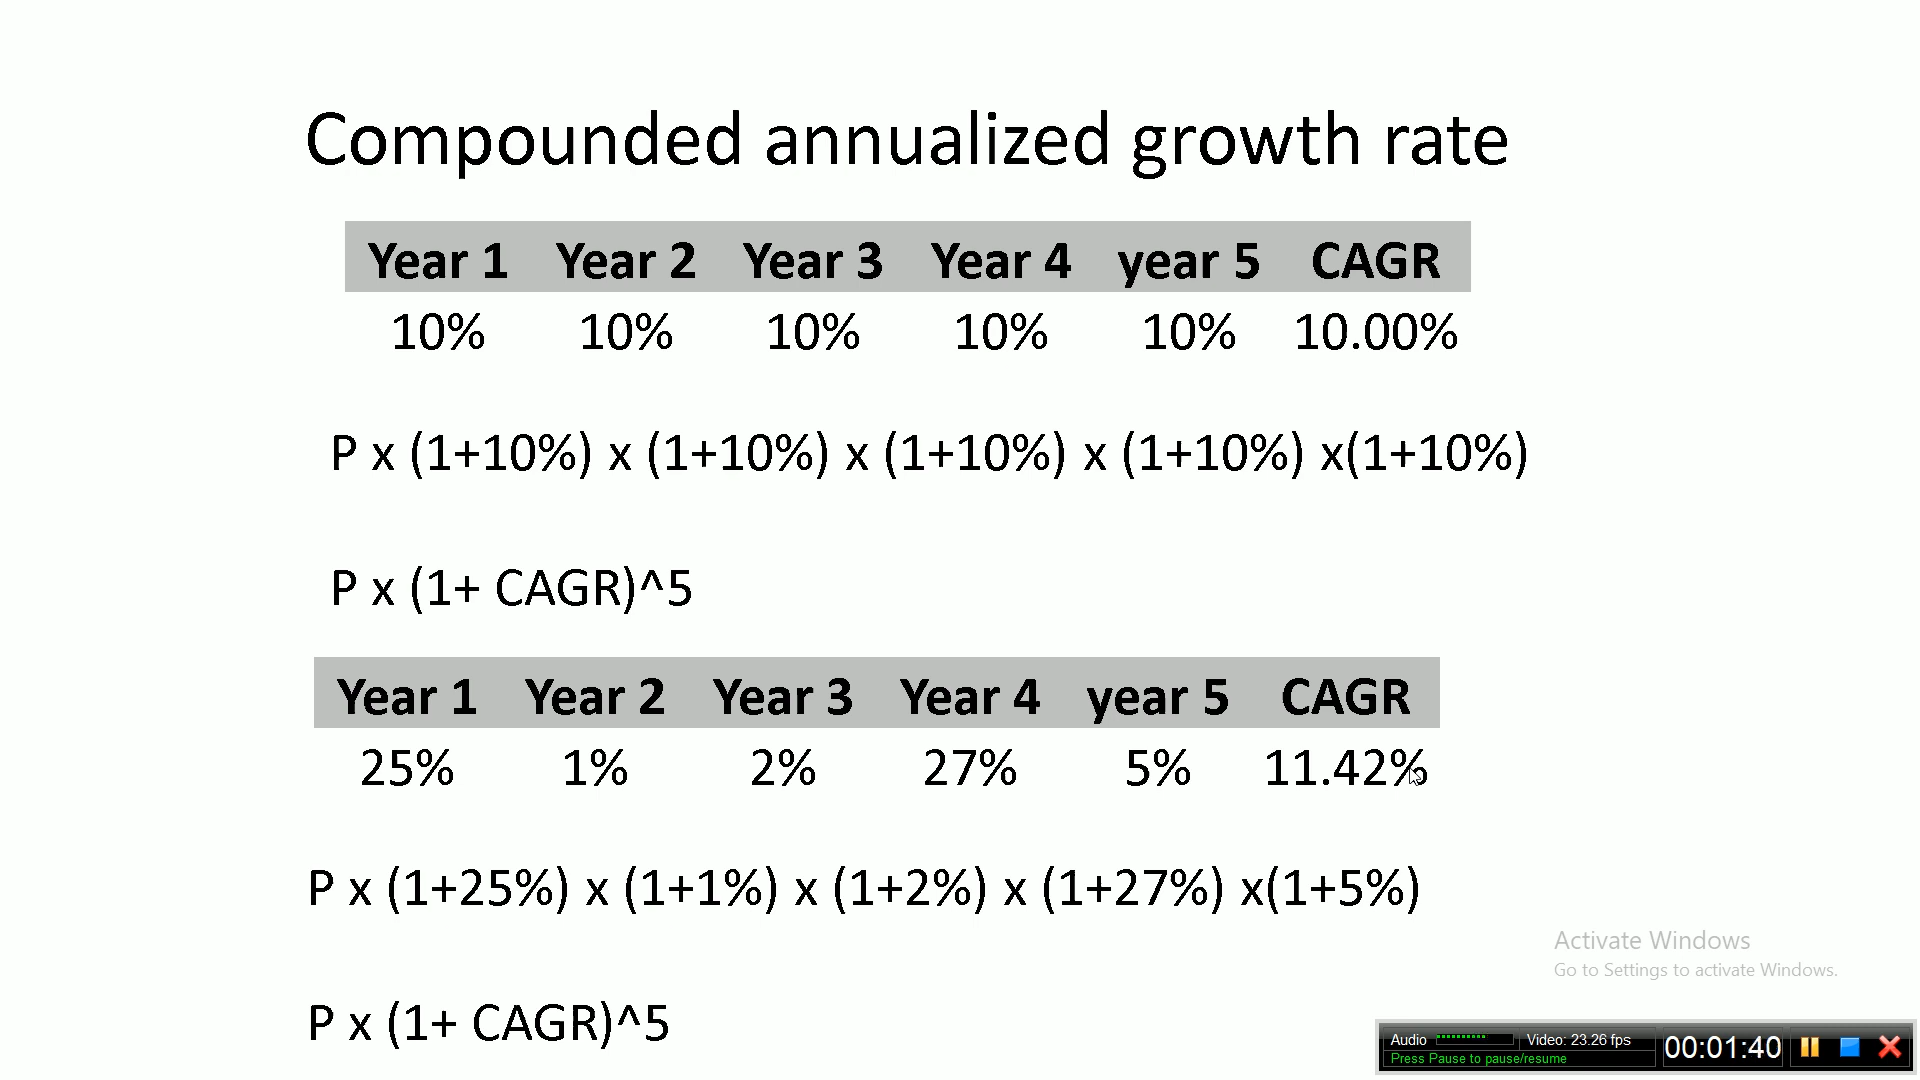 Compounded annualized growth rate
Year 1 Year 2 Year 3 Year 4 year 5 CAGR
10% 10% 10% 10% 10% 10.00%
P x (1+10%) x (1+10%) x (1+10%) x (1+10%) x(1+10%)
P x (1+ CAGR)^5
Year 1 Year 2 Year 3 Year 4 year 5 CAGR
25% 1% 2% 27% 5% 11.42%
P x (1+25%) x (1+1%) x (1+2%) x (1+27%) x(1+5%)
P x (1+ CAGR)^5
Activate Windows
Go to Settings to activate Windows.
Audio Video: 23.26 fps 00:01:40
Press Pause to pause/resume